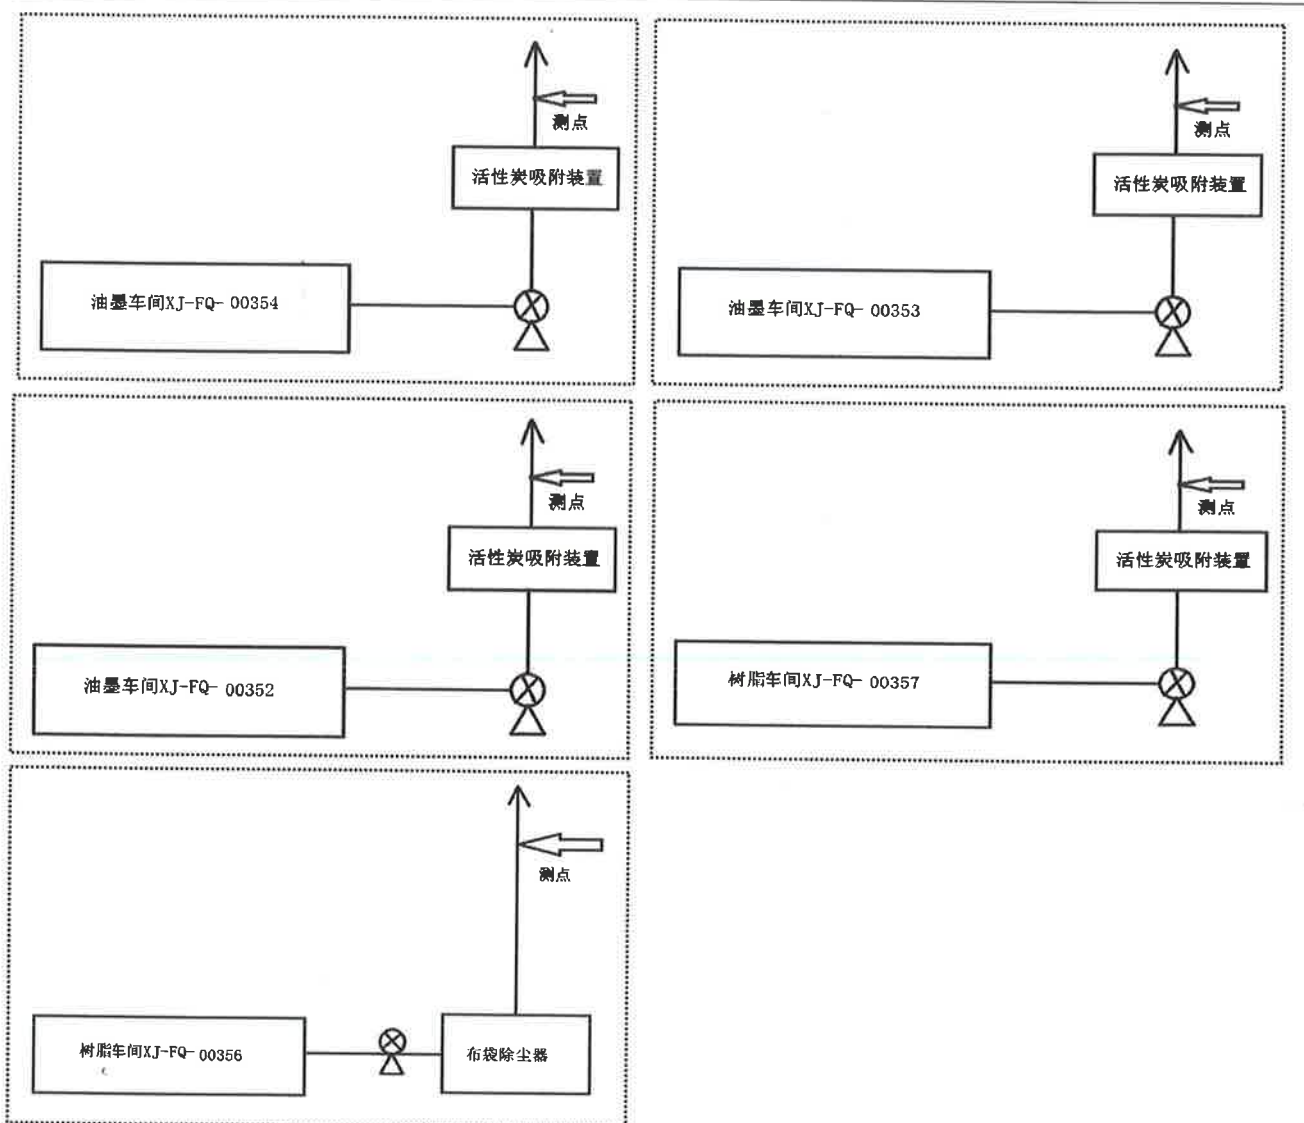 测点
活性炭吸附装置
油墨车间XJ-FQ-00354
测点
活性炭吸附装置
油墨车间XJ-FQ-00353
测点
活性炭吸附装置
油墨车间XJ-FQ-00352
测点
活性炭吸附装置
树脂车间XJ-FQ-00357
测点
树脂车间XJ-FQ-00356
布袋除尘器